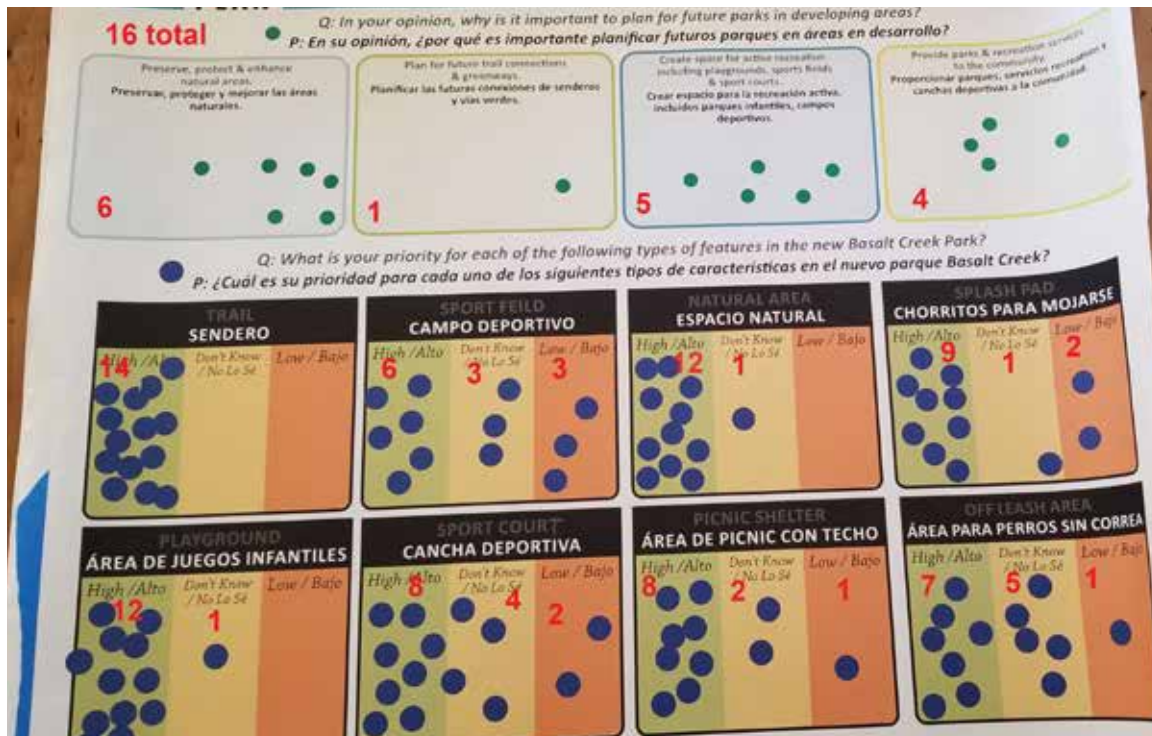 16 total
Q: In your opinion, why is it important to plan for future parks in developing areas?
P: En su opinión, ¿por qué es importante planificar futuros parques en áreas en desarrollo?
Preserve, protect & enhance
natural areas.
Preservar, proteger y mejorar las áreas
naturales.
6
Plan for future trail connections
& greenways.
Planificar las futuras conexiones de senderos
y vías verdes.
1
Create space for active recreation
including playgrounds, sports fields
& sport courts.
Crear espacio para la recreación activa,
incluidos parques infantiles, campos
deportivos.
5
Provide parks & recreation services
to the community.
Proporcionar parques, servicios recreación y
canchas deportivas a la comunidad.
4
Q: What is your priority for each of the following types of features in the new Basalt Creek Park?
P: ¿Cuál es su prioridad para cada uno de los siguientes tipos de características en el nuevo parque Basalt Creek?
TRAIL
SENDERO
High /Alto
Don't Know
/ No Lo Sé
Low / Bajo
14
SPORT FEILD
CAMPO DEPORTIVO
High /Alto
Don't Know
/ No Lo Sé
Low / Bajo
6
3
3
NATURAL AREA
ESPACIO NATURAL
High /Alto
Don't Know
/ No Lo Sé
Low / Bajo
12
1
SPLASH PAD
CHORRITOS PARA MOJARSE
High /Alto
Don't Know
/ No Lo Sé
Low / Bajo
9
1
2
PLAYGROUND
ÁREA DE JUEGOS INFANTILES
High /Alto
Don't Know
/ No Lo Sé
Low / Bajo
12
1
SPORT COURT
CANCHA DEPORTIVA
High /Alto
Don't Know
/ No Lo Sé
Low / Bajo
8
4
2
PICNIC SHELTER
ÁREA DE PICNIC CON TECHO
High /Alto
Don't Know
/ No Lo Sé
Low / Bajo
8
2
1
OFF LEASH AREA
ÁREA PARA PERROS SIN CORREA
High /Alto
Don't Know
/ No Lo Sé
Low / Bajo
7
5
1